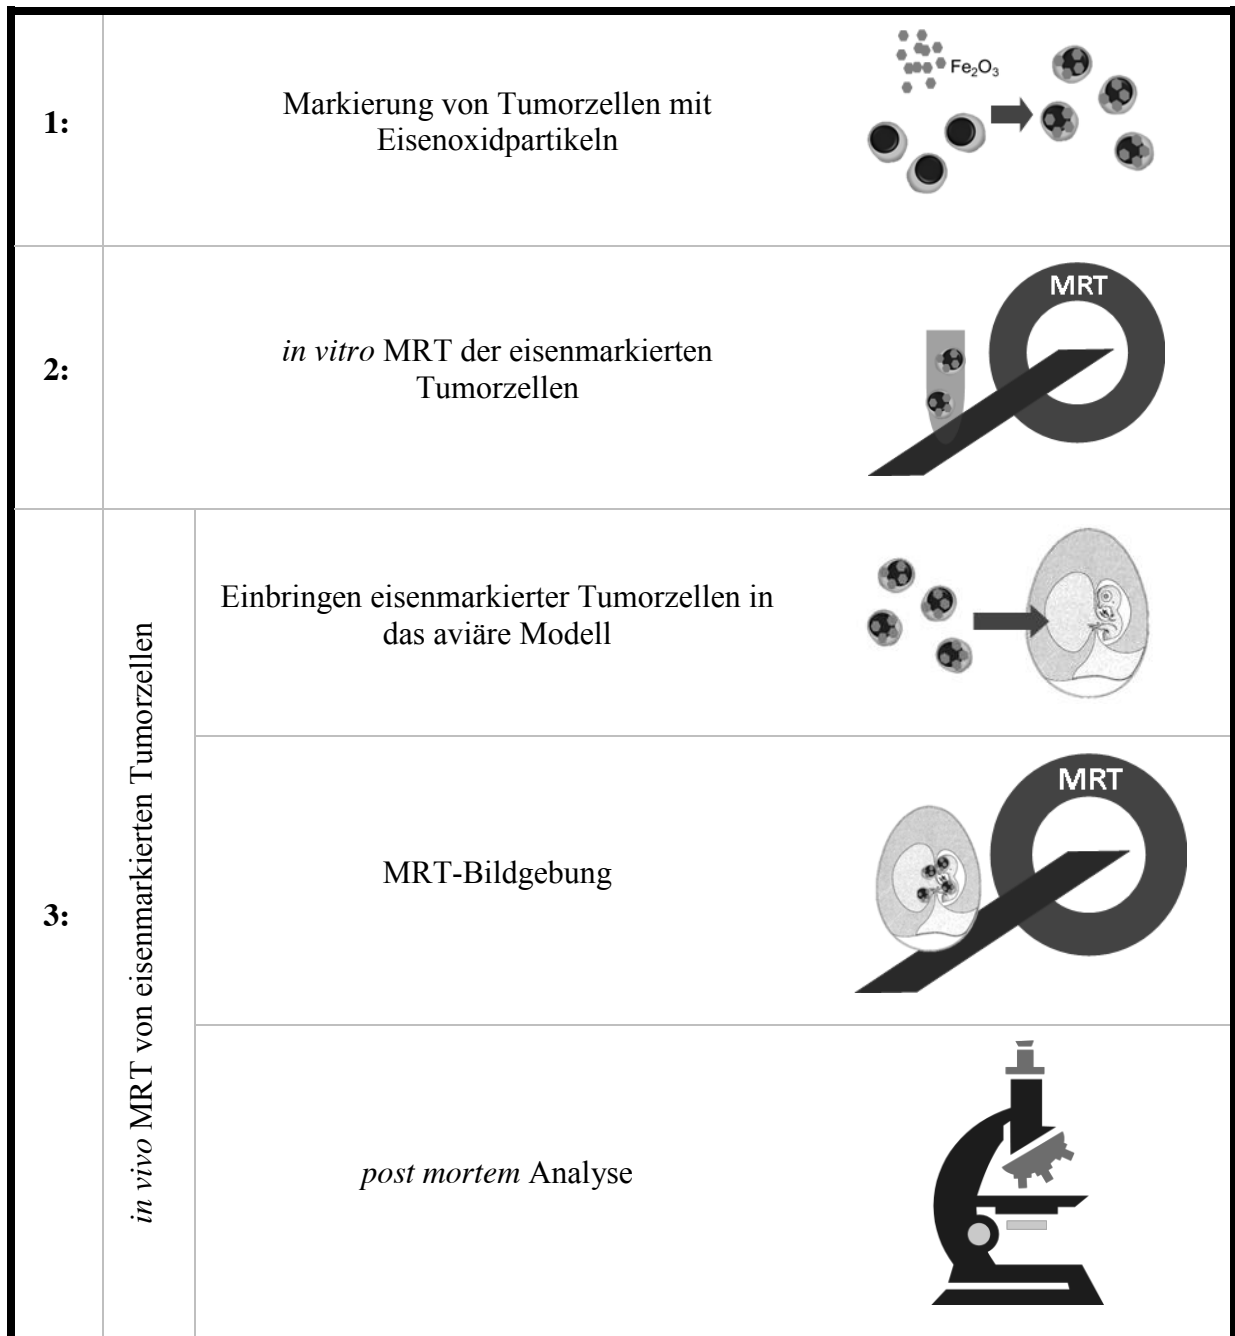 1:
Markierung von Tumorzellen mit
Eisenoxidpartikeln
Fe₂O₃
2:
in vitro MRT der eisenmarkierten
Tumorzellen
MRT
3:
in vivo MRT von eisenmarkierten Tumorzellen
Einbringen eisenmarkierter Tumorzellen in
das aviäre Modell
MRT-Bildgebung
MRT
post mortem Analyse